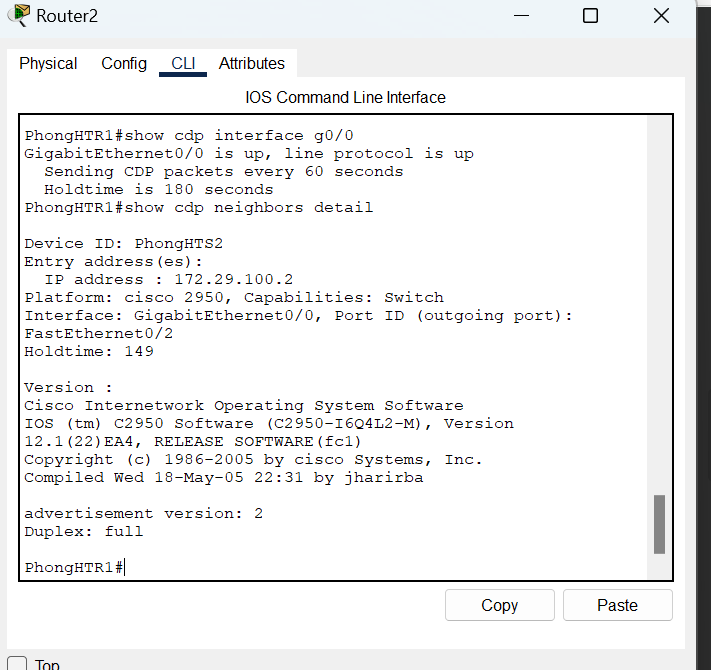 Router2
Physical Config CLI Attributes
IOS Command Line Interface
PhongHTR1#show cdp interface g0/0
GigabitEthernet0/0 is up, line protocol is up
  Sending CDP packets every 60 seconds
  Holdtime is 180 seconds
PhongHTR1#show cdp neighbors detail

Device ID: PhongHTS2
Entry address(es):
  IP address : 172.29.100.2
Platform: cisco 2950, Capabilities: Switch
Interface: GigabitEthernet0/0, Port ID (outgoing port):
FastEthernet0/2
Holdtime: 149

Version :
Cisco Internetwork Operating System Software
IOS (tm) C2950 Software (C2950-I6Q4L2-M), Version
12.1(22)EA4, RELEASE SOFTWARE(fc1)
Copyright (c) 1986-2005 by cisco Systems, Inc.
Compiled Wed 18-May-05 22:31 by jharirba

advertisement version: 2
Duplex: full

PhongHTR1#
Copy Paste
Top